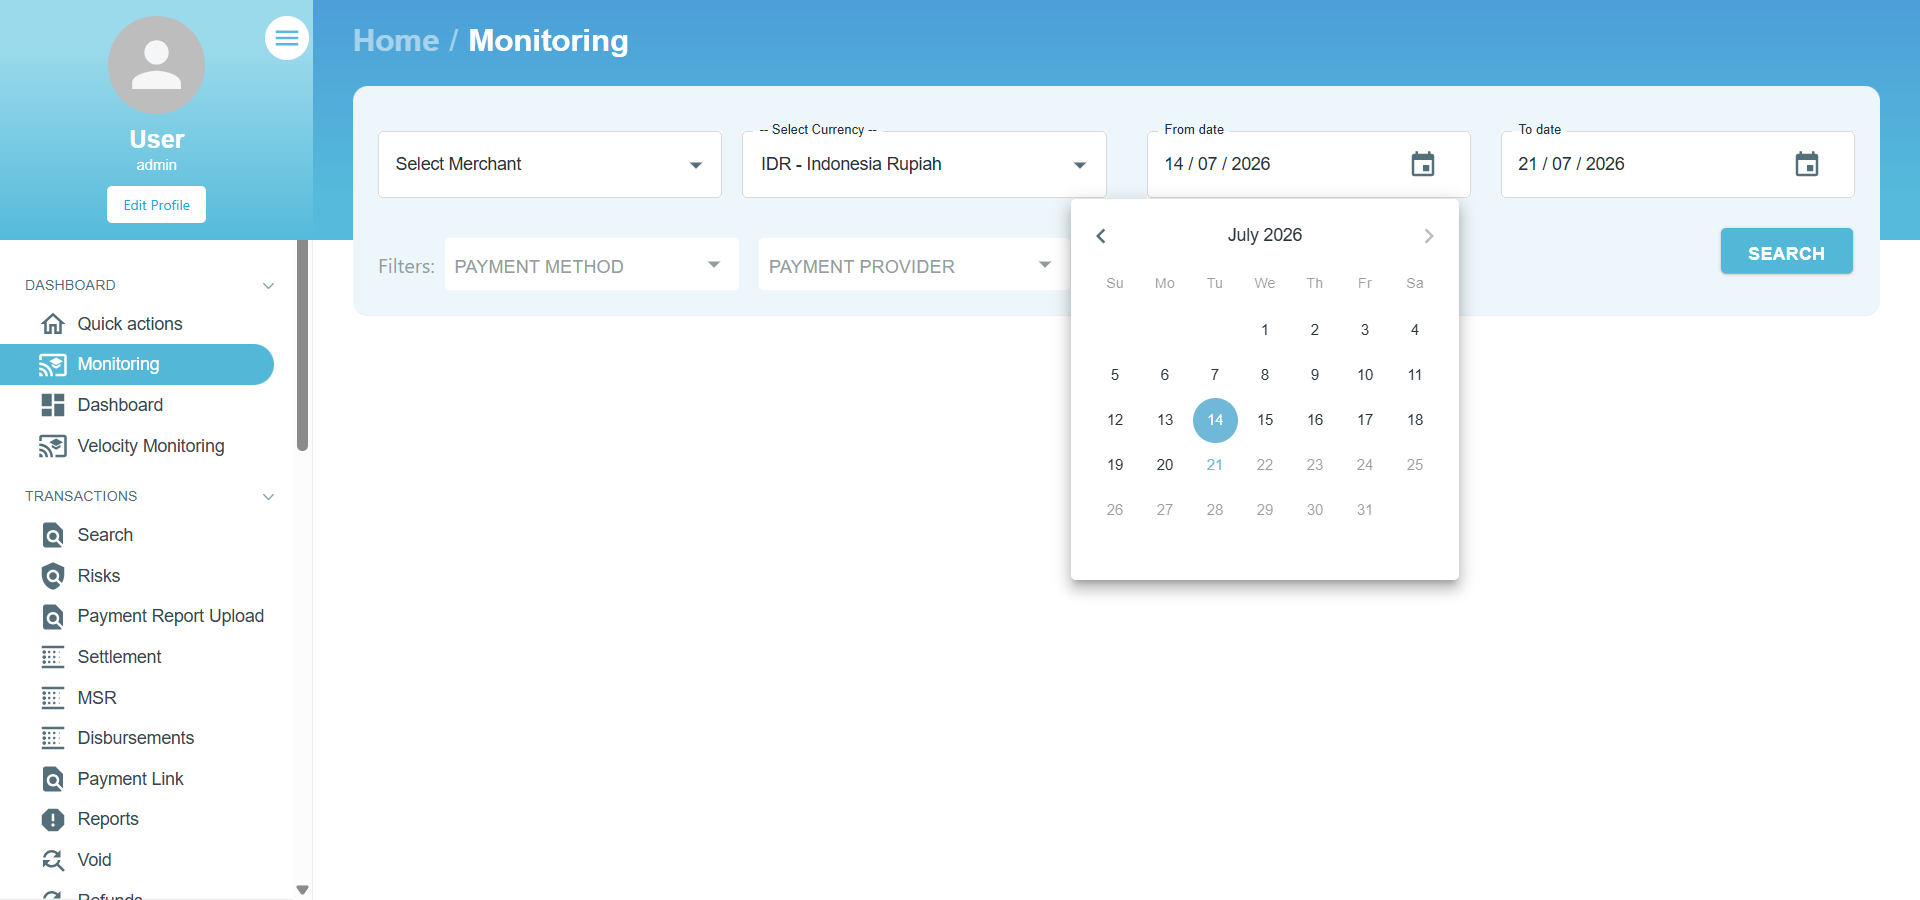 User
admin
Edit Profile
DASHBOARD
Quick actions
Monitoring
Dashboard
Velocity Monitoring
TRANSACTIONS
Search
Risks
Payment Report Upload
Settlement
MSR
Disbursements
Payment Link
Reports
Void
Refunds
Home / Monitoring
Select Merchant
-- Select Currency --
IDR - Indonesia Rupiah
From date
14 / 07 / 2026
To date
21 / 07 / 2026
Filters:
PAYMENT METHOD
PAYMENT PROVIDER
SEARCH
July 2026
Su Mo Tu We Th Fr Sa
1 2 3 4
5 6 7 8 9 10 11
12 13 14 15 16 17 18
19 20 21 22 23 24 25
26 27 28 29 30 31